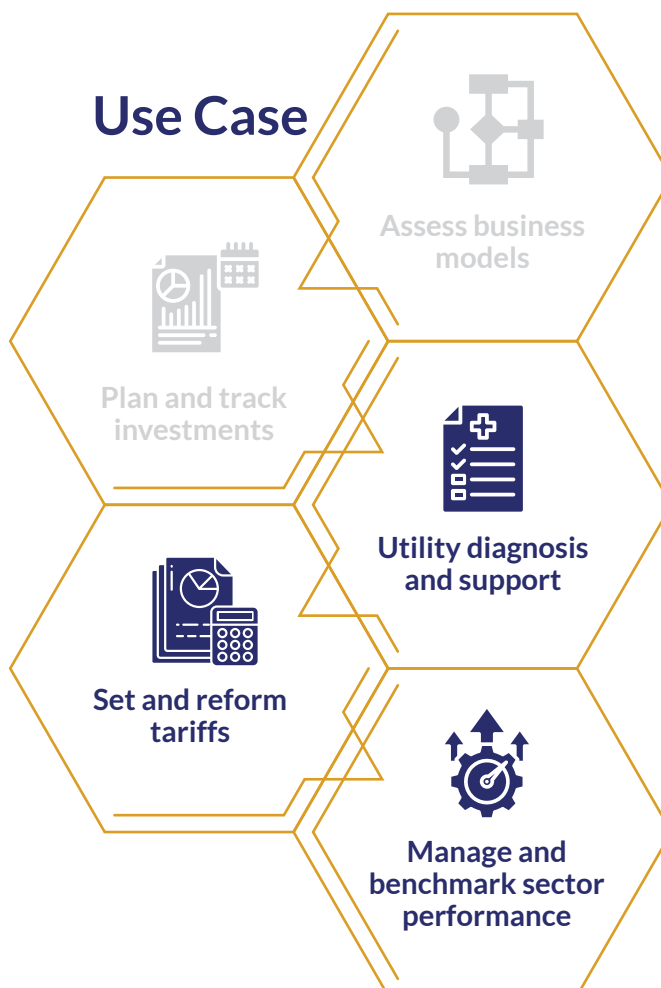 Use Case
Assess business
models
Plan and track
investments
Utility diagnosis
and support
Set and reform
tariffs
Manage and
benchmark sector
performance